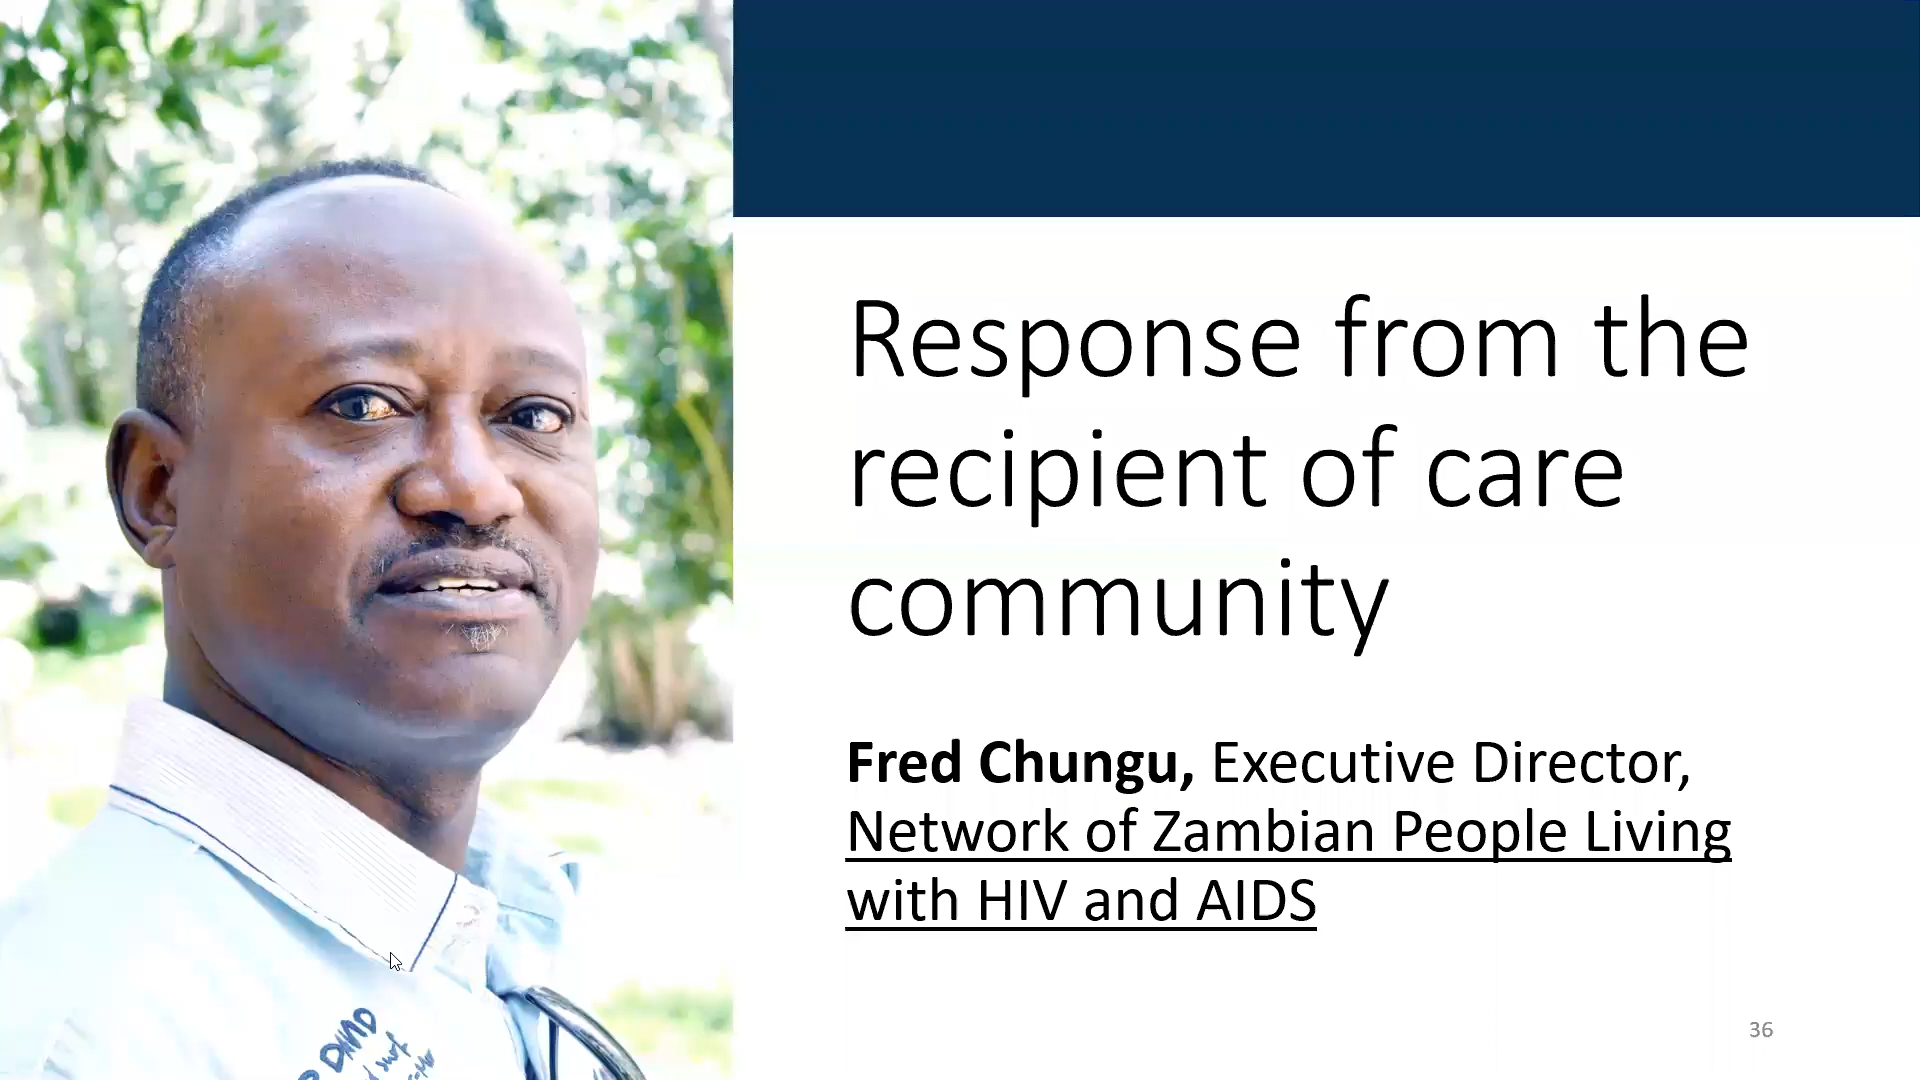 Response from the
recipient of care
community
Fred Chungu, Executive Director,
Network of Zambian People Living
with HIV and AIDS
36